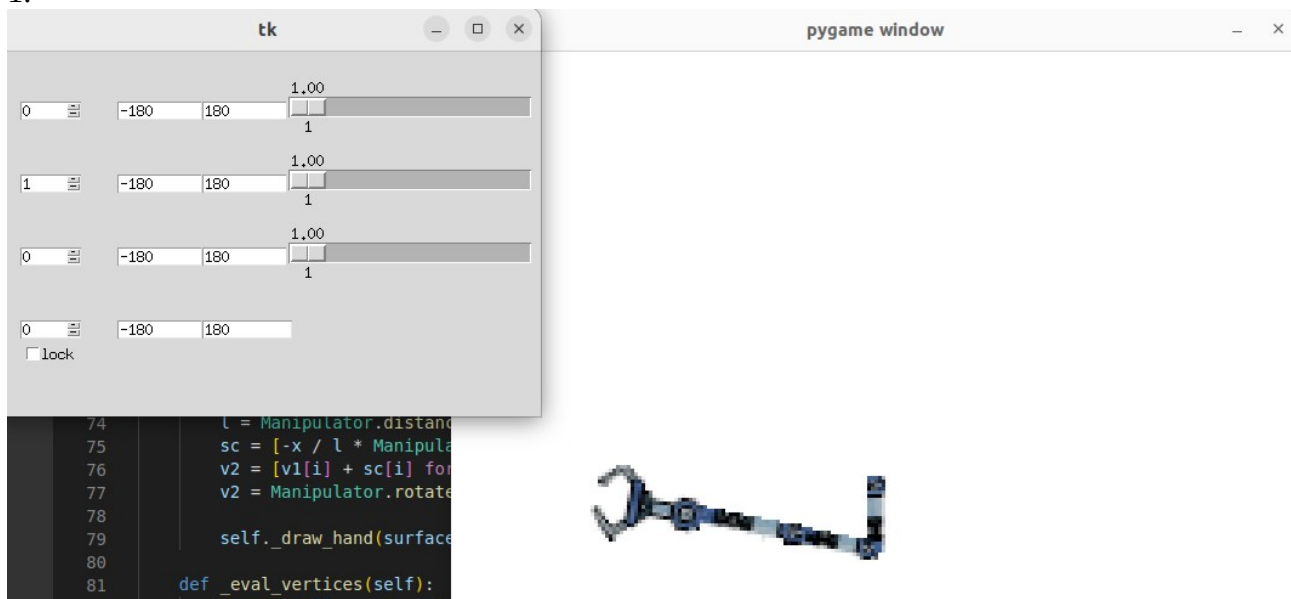 1.
tk
pygame window
1.00
0 -180 180
1
1.00
1 -180 180
1
1.00
0 -180 180
1
0 -180 180
lock
74 l = Manipulator.distanc
75 sc = [-x / l * Manipula
76 v2 = [v1[i] + sc[i] for
77 v2 = Manipulator.rotate
78
79 self._draw_hand(surface
80
81 def _eval_vertices(self):